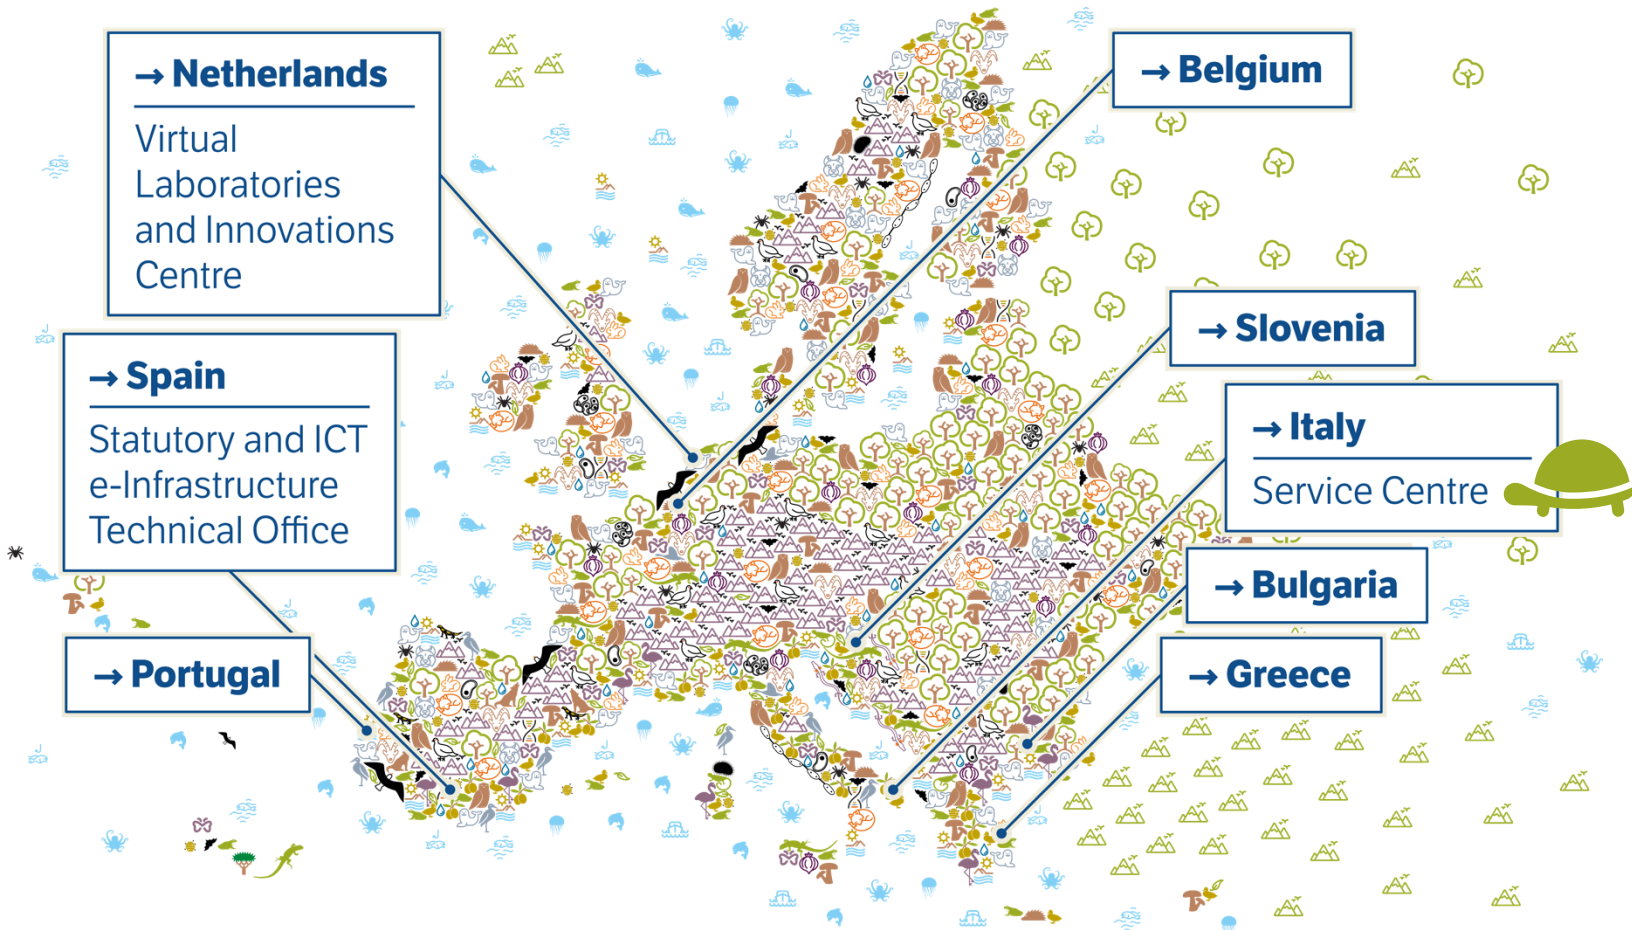 → Netherlands
Virtual
Laboratories
and Innovations
Centre
→ Spain
Statutory and ICT
e-Infrastructure
Technical Office
→ Portugal
→ Belgium
→ Slovenia
→ Italy
Service Centre
→ Bulgaria
→ Greece